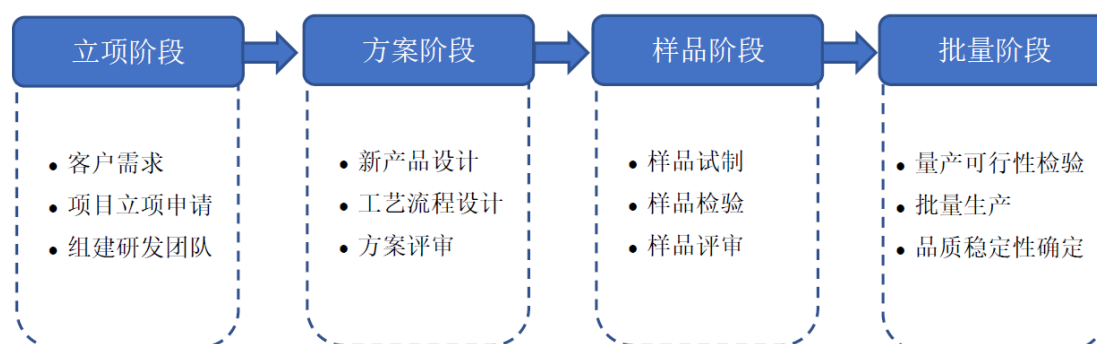 立项阶段
方案阶段
样品阶段
批量阶段
• 客户需求
• 项目立项申请
• 组建研发团队
• 新产品设计
• 工艺流程设计
• 方案评审
• 样品试制
• 样品检验
• 样品评审
• 量产可行性检验
• 批量生产
• 品质稳定性确定